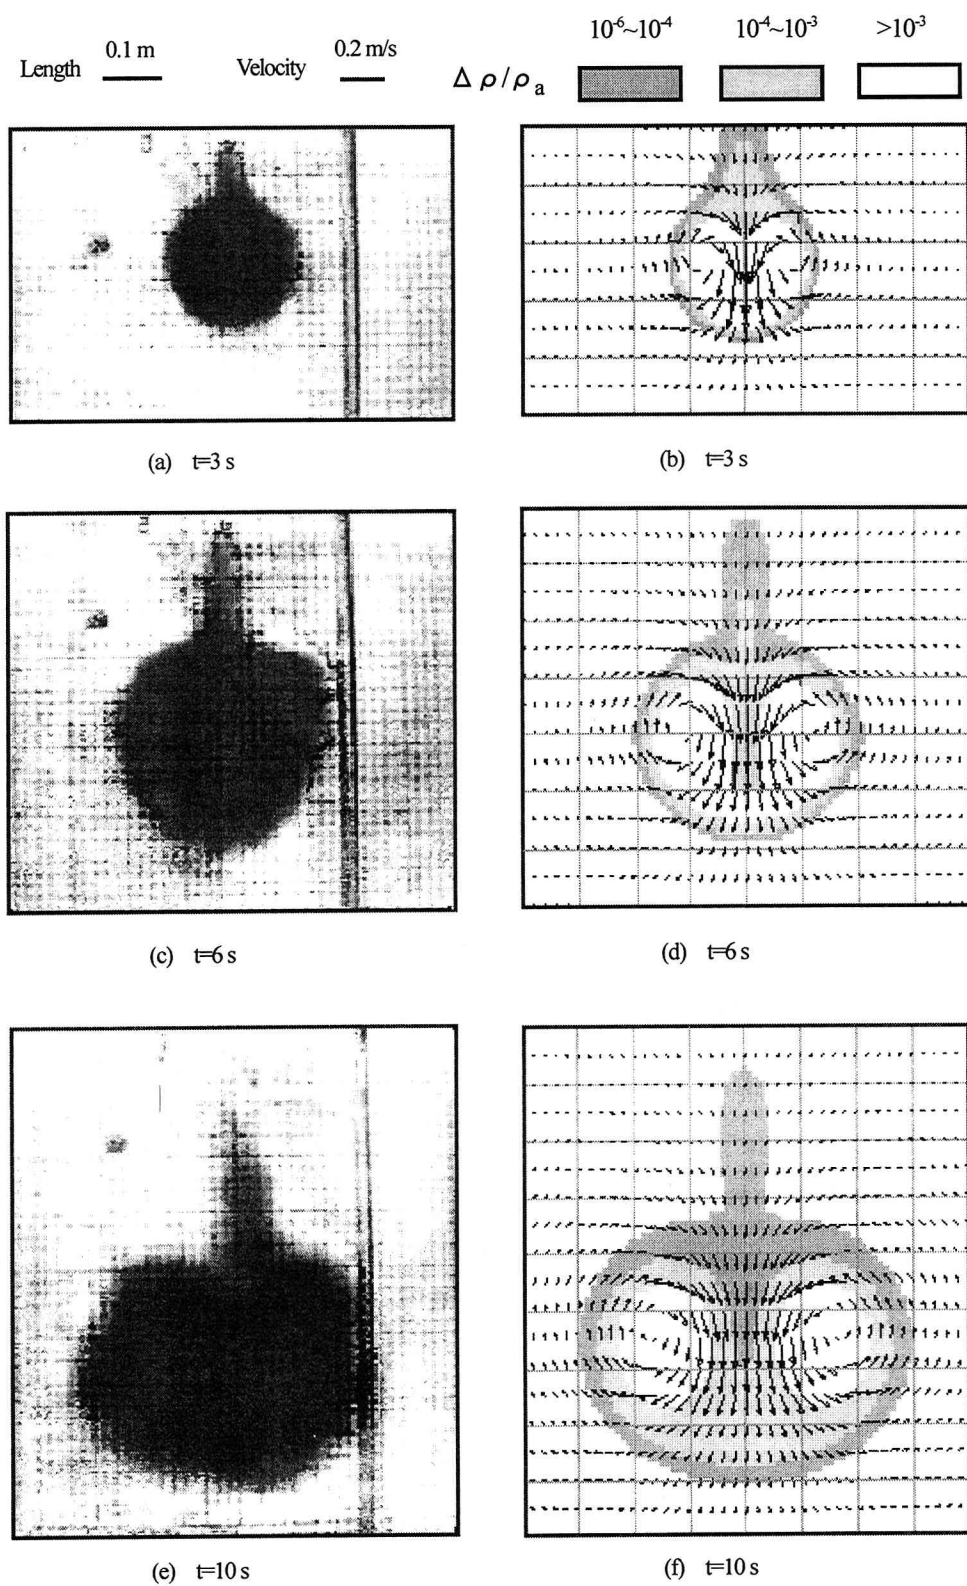 10⁻⁶~10⁻⁴ 10⁻⁴~10⁻³ >10⁻³
Length 0.1 m Velocity 0.2 m/s Δ ρ/ρₐ
(a) t=3 s (b) t=3 s
(c) t=6 s (d) t=6 s
(e) t=10 s (f) t=10 s